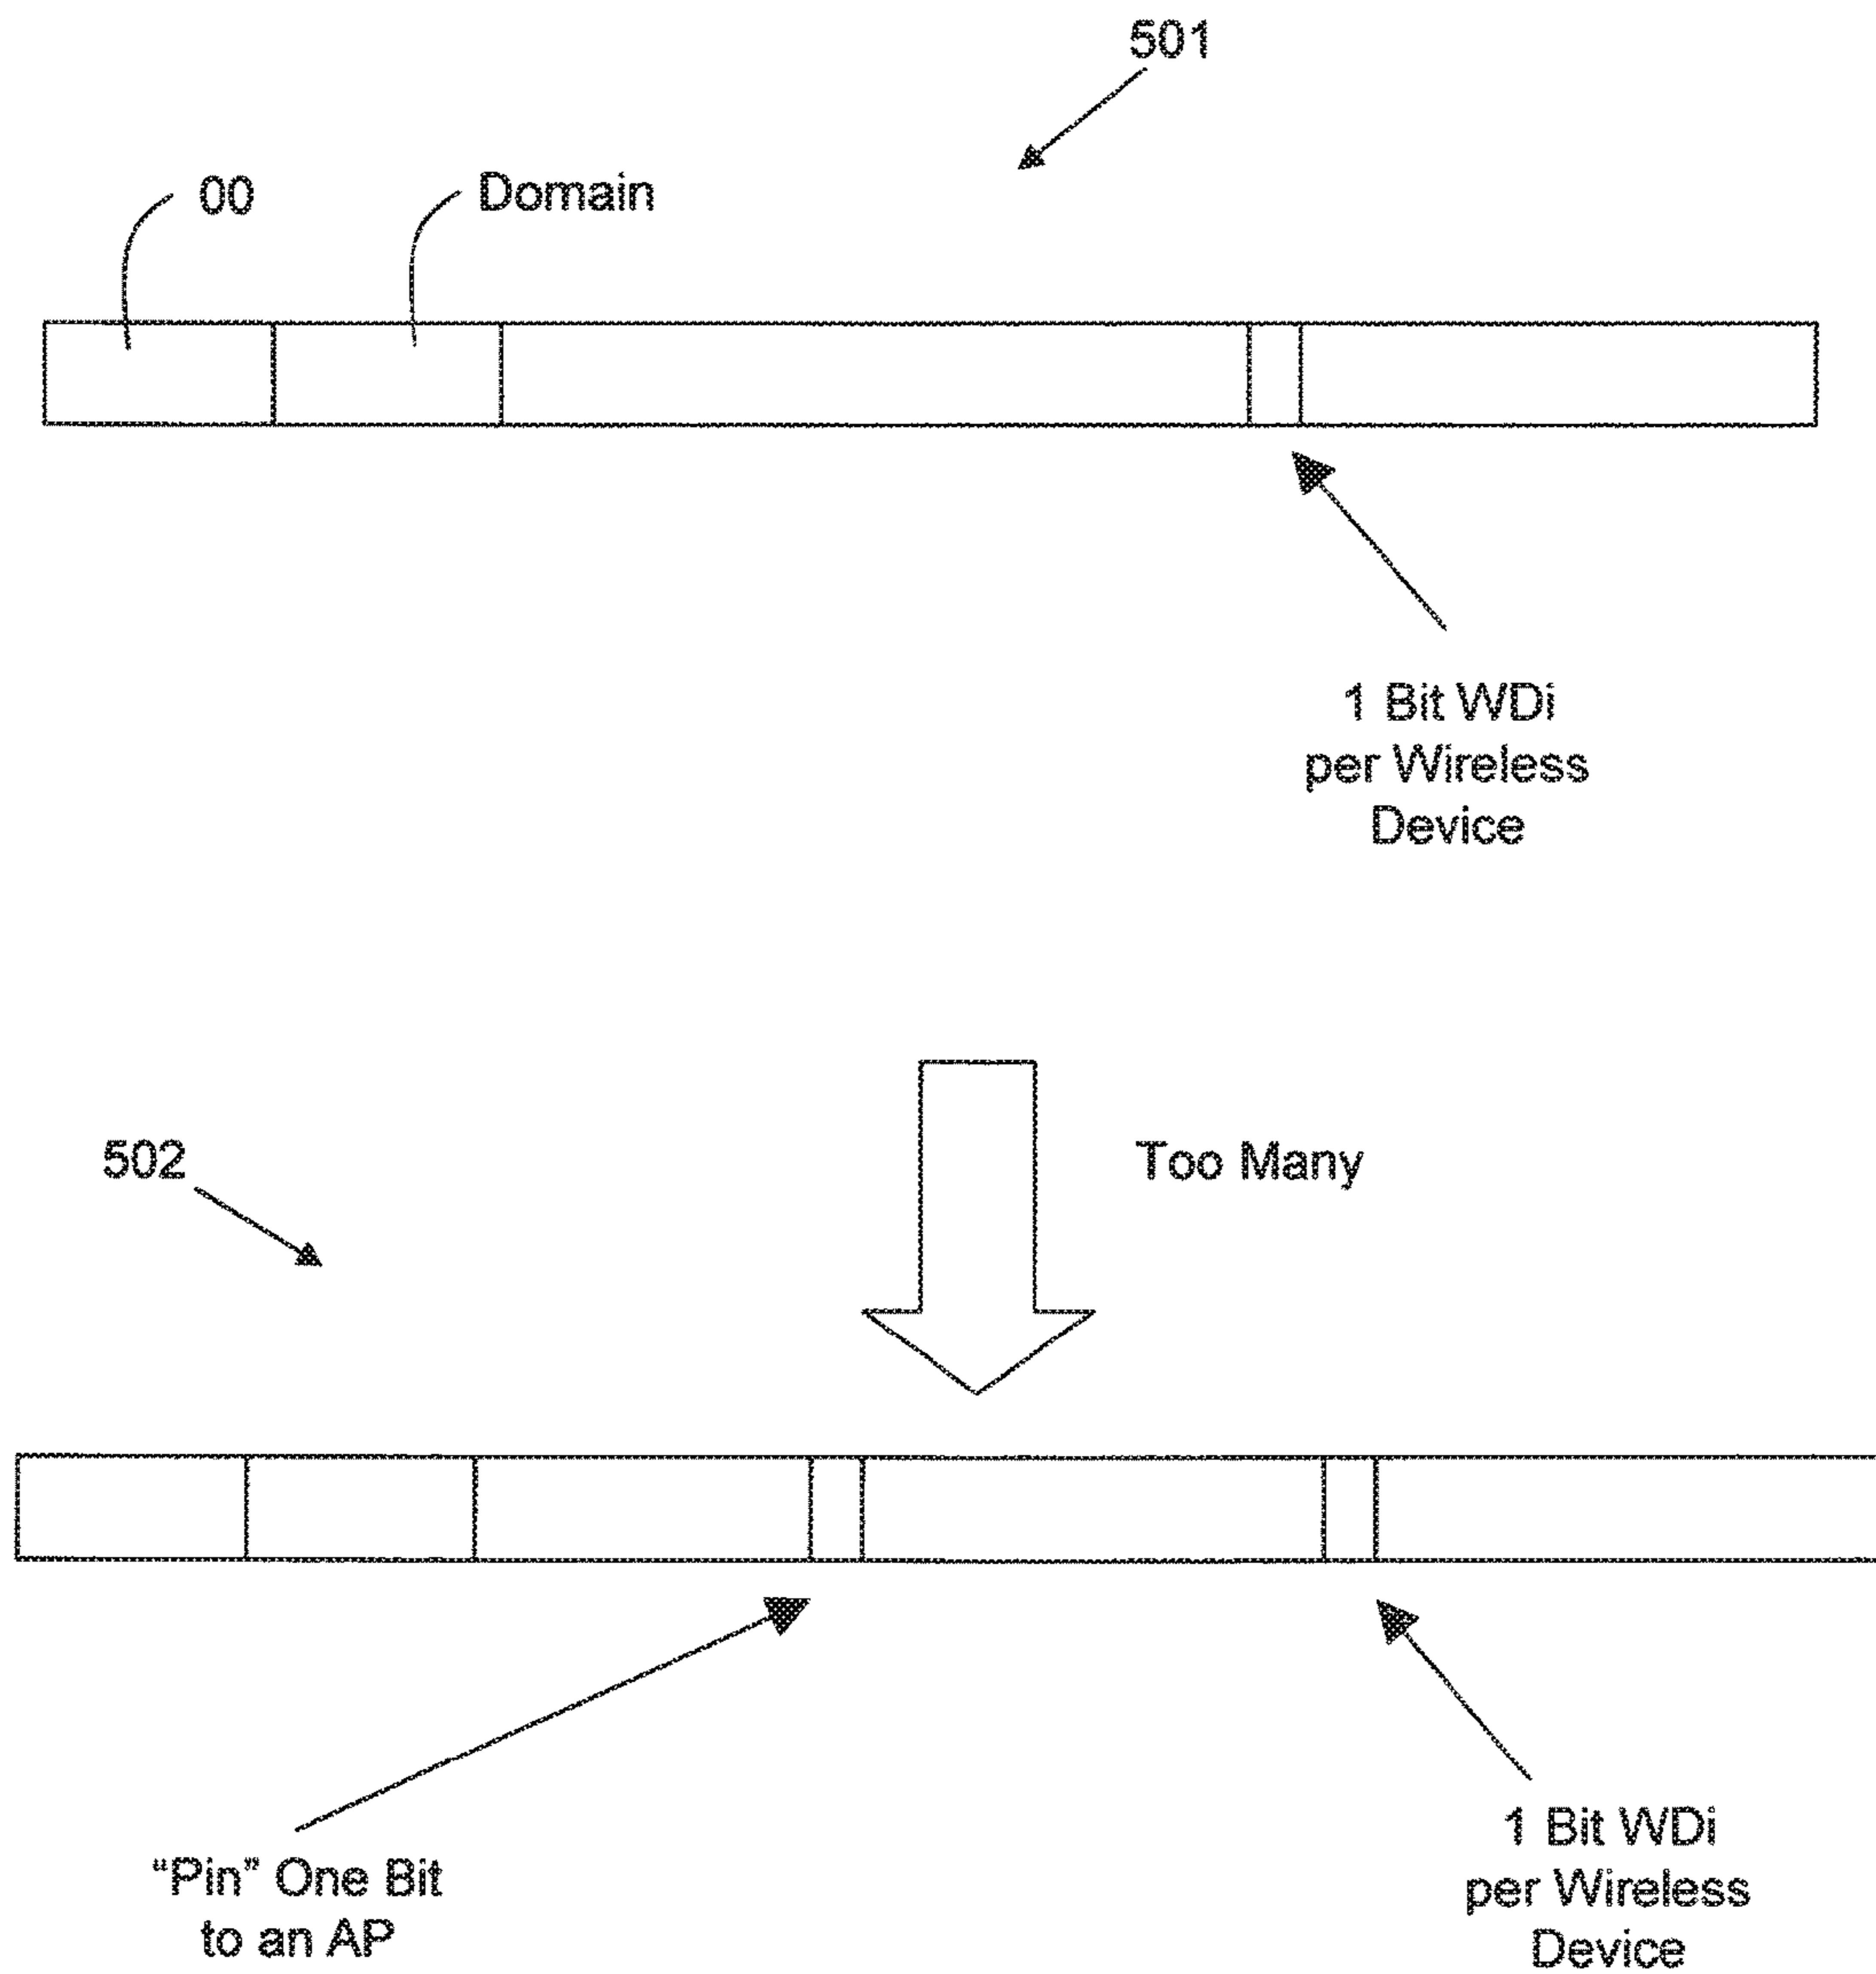 501
00
Domain
1 Bit WDi
per Wireless
Device
502
Too Many
“Pin” One Bit
to an AP
1 Bit WDi
per Wireless
Device